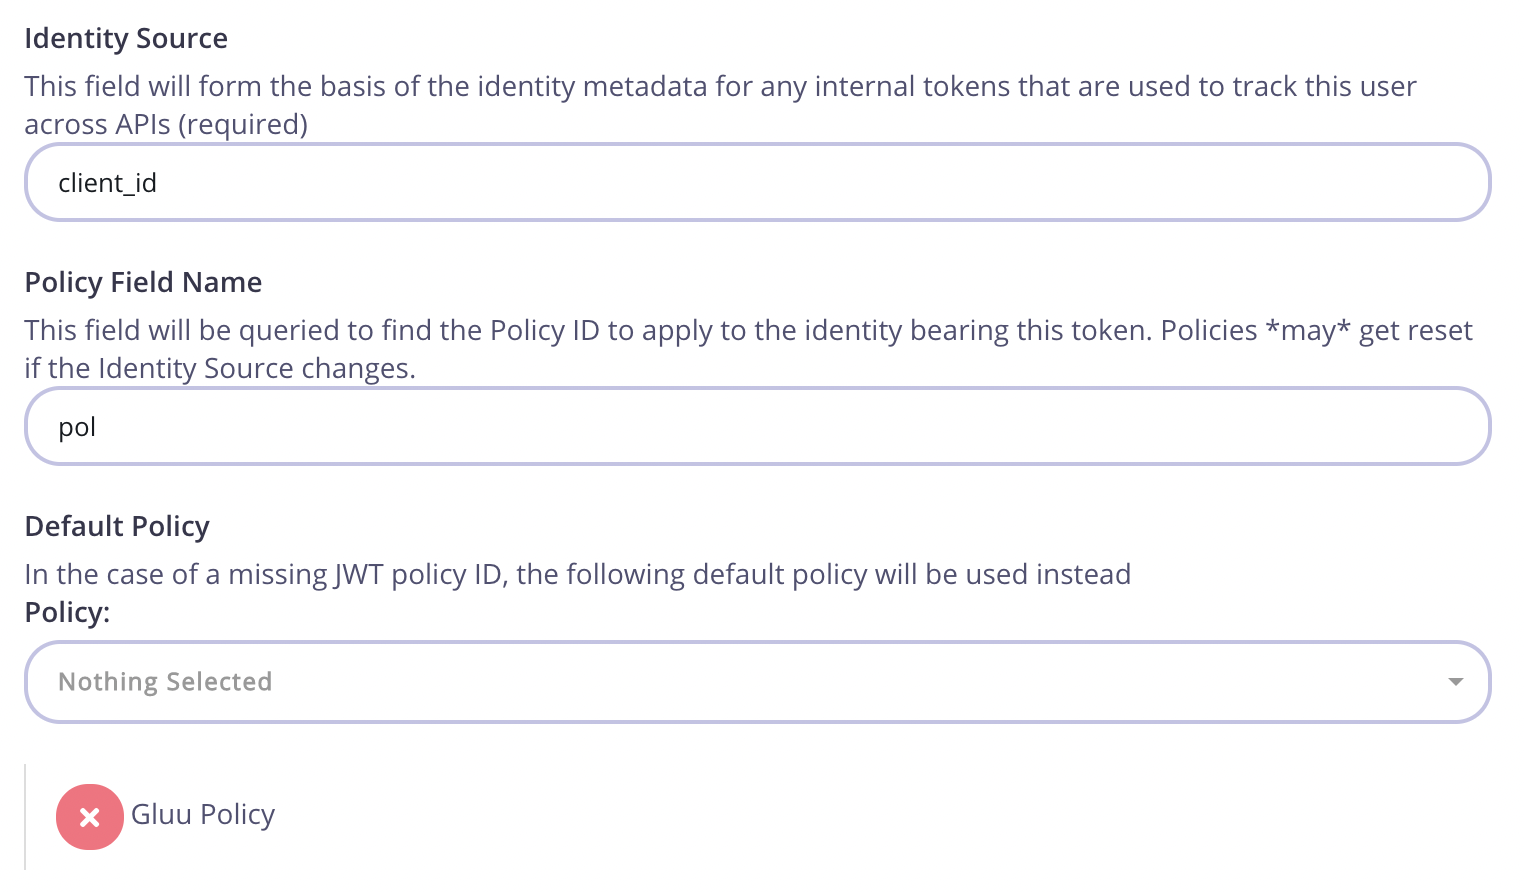 Identity Source
This field will form the basis of the identity metadata for any internal tokens that are used to track this user
across APIs (required)
client_id
Policy Field Name
This field will be queried to find the Policy ID to apply to the identity bearing this token. Policies *may* get reset
if the Identity Source changes.
pol
Default Policy
In the case of a missing JWT policy ID, the following default policy will be used instead
Policy:
Nothing Selected
Gluu Policy